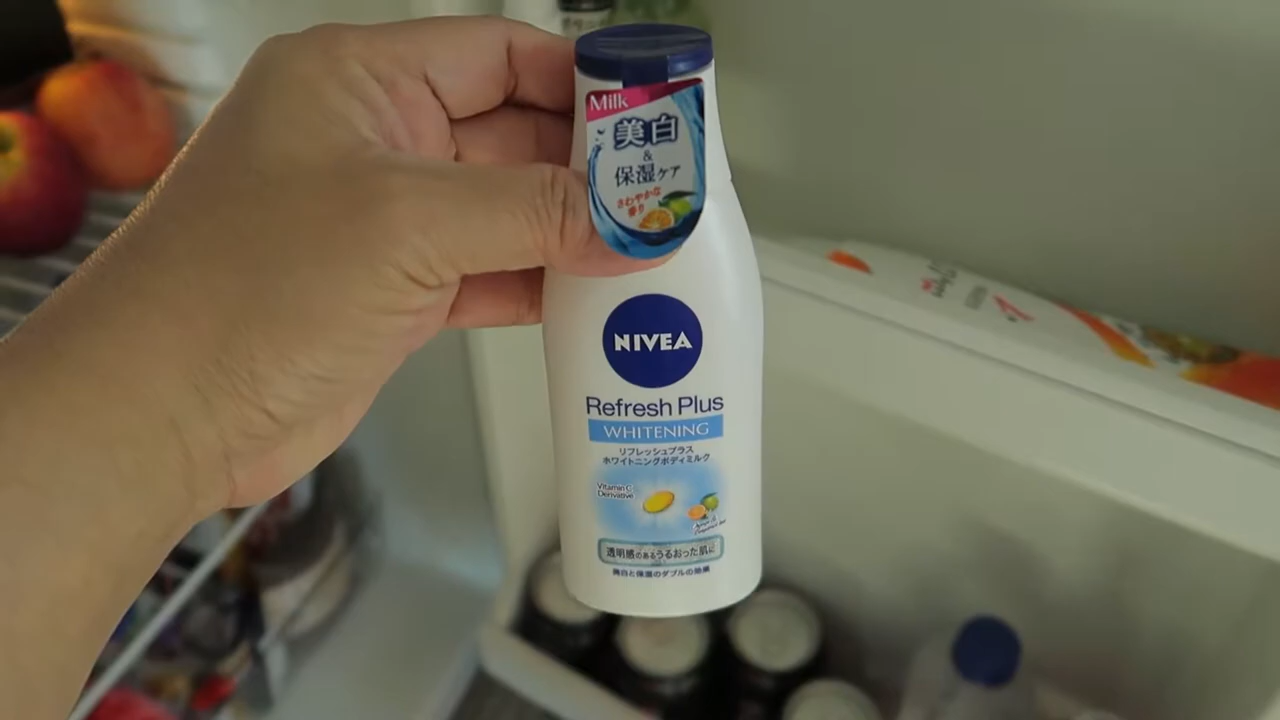 Milk
美白
&
保湿ケア
さわやかな
香り
NIVEA
Refresh Plus
WHITENING
リフレッシュプラス
ホワイトニングボディミルク
Vitamin C
Derivative
透明感のあるうるおった肌に
美白と保湿のダブルの効果